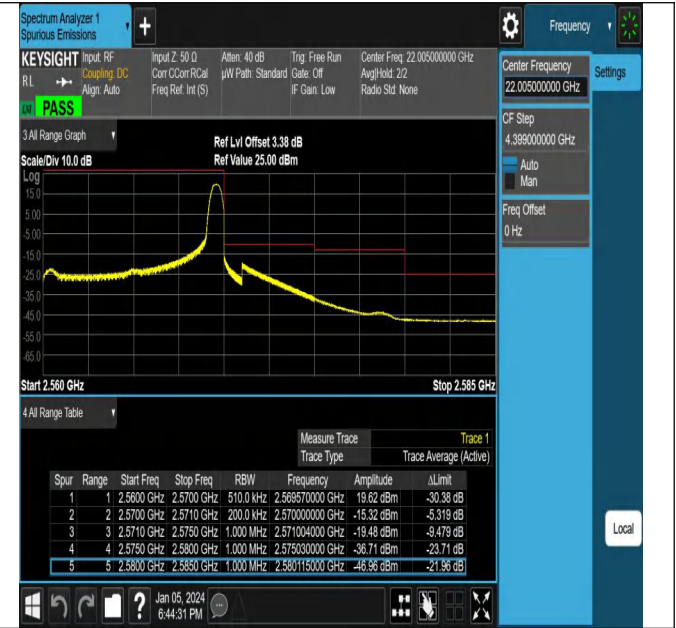 Spectrum Analyzer 1
Spurious Emissions
Frequency
KEYSIGHT Input: RF Input Z: 50 Ω Atten: 40 dB Trig: Free Run Center Freq: 22.005000000 GHz
RL Coupling: DC Corr CCorr RCal µW Path: Standard Gate: Off Avg|Hold: 2/2
Align: Auto Freq Ref: Int (S) IF Gain: Low Radio Std: None
PASS
Center Frequency
22.005000000 GHz
Settings
CF Step
4.399000000 GHz
Auto
Man
Freq Offset
0 Hz
3 All Range Graph
Ref Lvl Offset 3.38 dB
Scale/Div 10.0 dB Ref Value 25.00 dBm
Log
15.0
5.00
-5.00
-15.0
-25.0
-35.0
-45.0
-55.0
-65.0
Start 2.560 GHz Stop 2.585 GHz
4 All Range Table
Measure Trace Trace 1
Trace Type Trace Average (Active)
Spur Range Start Freq Stop Freq RBW Frequency Amplitude ΔLimit
1 1 2.5600 GHz 2.5700 GHz 510.0 kHz 2.569570000 GHz 19.62 dBm -30.38 dB
2 2 2.5700 GHz 2.5710 GHz 200.0 kHz 2.570000000 GHz -15.32 dBm -5.319 dB
3 3 2.5710 GHz 2.5750 GHz 1.000 MHz 2.571004000 GHz -19.48 dBm -9.479 dB
4 4 2.5750 GHz 2.5800 GHz 1.000 MHz 2.575030000 GHz -36.71 dBm -23.71 dB
5 5 2.5800 GHz 2.5850 GHz 1.000 MHz 2.580115000 GHz -46.96 dBm -21.96 dB
Local
Jan 05, 2024
6:44:31 PM